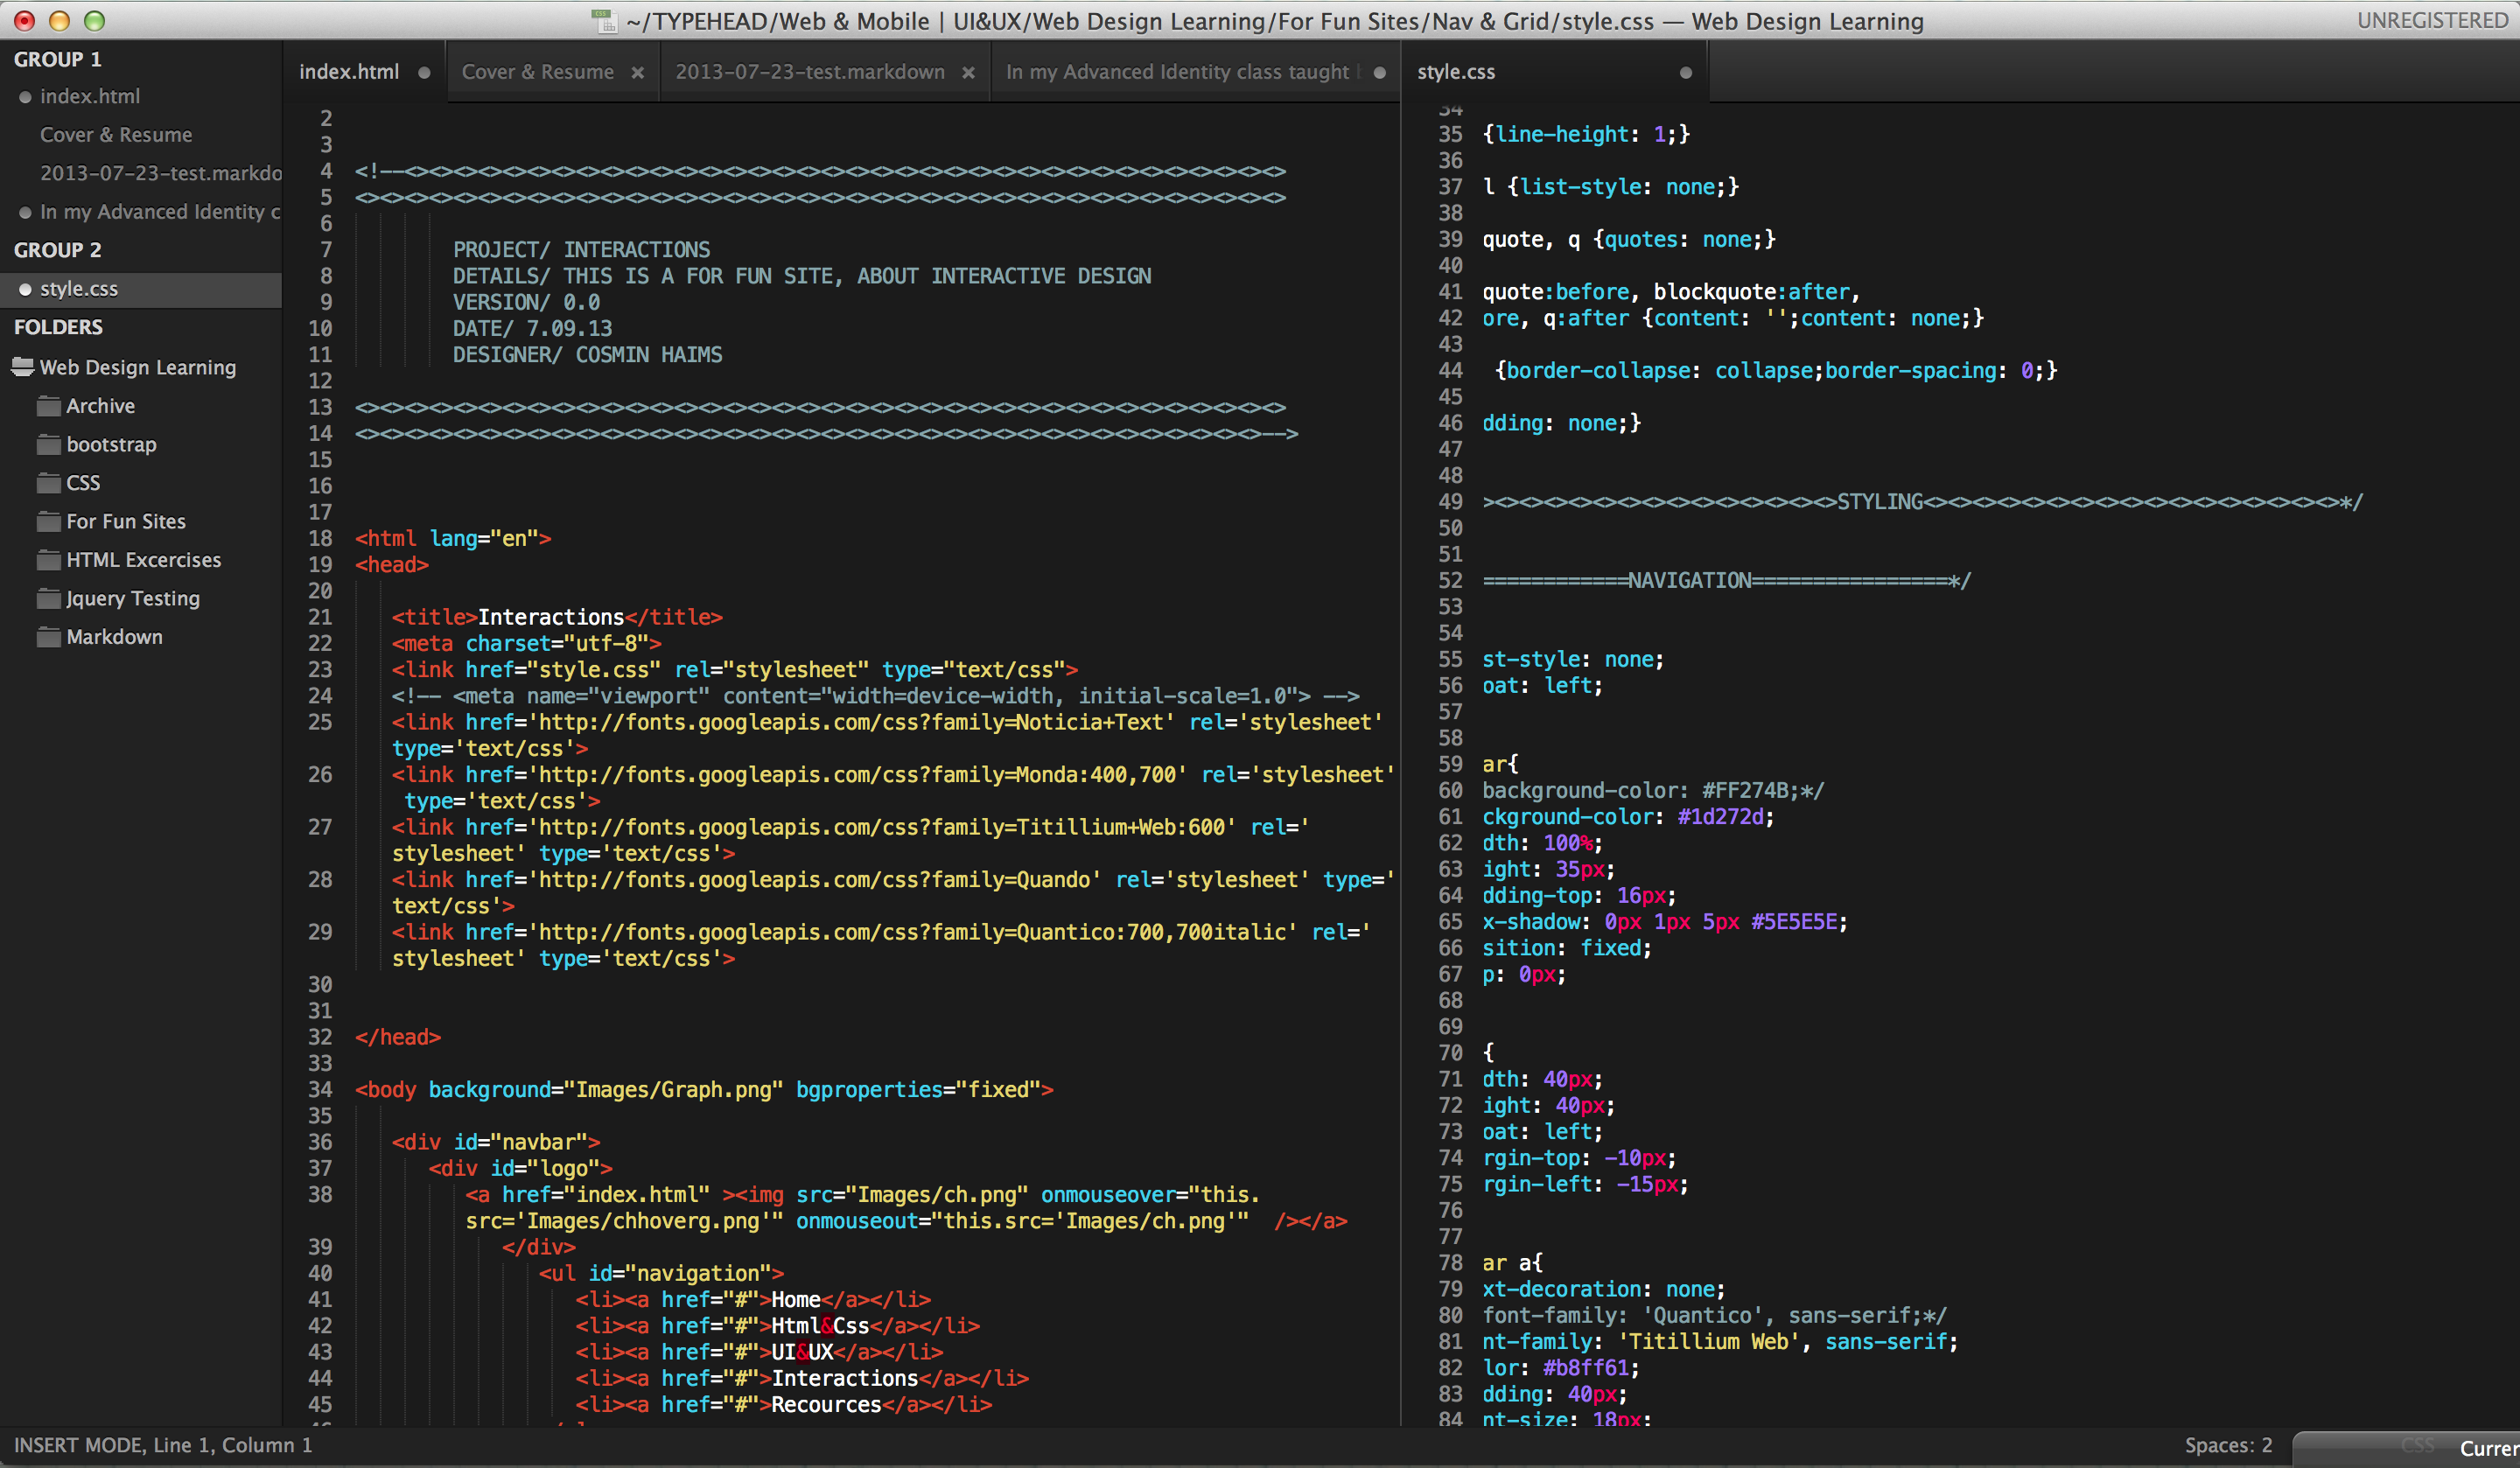 ~/TYPEHEAD/Web & Mobile | UI&UX/Web Design Learning/For Fun Sites/Nav & Grid/style.css — Web Design Learning
UNREGISTERED
GROUP 1
index.html
Cover & Resume
2013-07-23-test.markdo
In my Advanced Identity c
GROUP 2
style.css
FOLDERS
Web Design Learning
Archive
bootstrap
CSS
For Fun Sites
HTML Excercises
Jquery Testing
Markdown
index.html
Cover & Resume ×
2013-07-23-test.markdown ×
In my Advanced Identity class taught
2
3
4 <!--<><><><><><><><><><><><><><><><><><><><><><><><><><><><><><><><><><><><>
5 <><><><><><><><><><><><><><><><><><><><><><><><><><><><><><><><><><><><><><>
6
7 PROJECT/ INTERACTIONS
8 DETAILS/ THIS IS A FOR FUN SITE, ABOUT INTERACTIVE DESIGN
9 VERSION/ 0.0
10 DATE/ 7.09.13
11 DESIGNER/ COSMIN HAIMS
12
13 <><><><><><><><><><><><><><><><><><><><><><><><><><><><><><><><><><><><><><>
14 <><><><><><><><><><><><><><><><><><><><><><><><><><><><><><><><><><><><><>-->
15
16
17
18 <html lang="en">
19 <head>
20
21 <title>Interactions</title>
22 <meta charset="utf-8">
23 <link href="style.css" rel="stylesheet" type="text/css">
24 <!-- <meta name="viewport" content="width=device-width, initial-scale=1.0"> -->
25 <link href='http://fonts.googleapis.com/css?family=Noticia+Text' rel='stylesheet'
type='text/css'>
26 <link href='http://fonts.googleapis.com/css?family=Monda:400,700' rel='stylesheet'
type='text/css'>
27 <link href='http://fonts.googleapis.com/css?family=Titillium+Web:600' rel='
stylesheet' type='text/css'>
28 <link href='http://fonts.googleapis.com/css?family=Quando' rel='stylesheet' type='
text/css'>
29 <link href='http://fonts.googleapis.com/css?family=Quantico:700,700italic' rel='
stylesheet' type='text/css'>
30
31
32 </head>
33
34 <body background="Images/Graph.png" bgproperties="fixed">
35
36 <div id="navbar">
37 <div id="logo">
38 <a href="index.html" ><img src="Images/ch.png" onmouseover="this.
src='Images/chhoverg.png'" onmouseout="this.src='Images/ch.png'" /></a>
39 </div>
40 <ul id="navigation">
41 <li><a href="#">Home</a></li>
42 <li><a href="#">Html&Css</a></li>
43 <li><a href="#">UI&UX</a></li>
44 <li><a href="#">Interactions</a></li>
45 <li><a href="#">Recources</a></li>
style.css
34
35 {line-height: 1;}
36
37 l {list-style: none;}
38
39 quote, q {quotes: none;}
40
41 quote:before, blockquote:after,
42 ore, q:after {content: '';content: none;}
43
44 {border-collapse: collapse;border-spacing: 0;}
45
46 dding: none;}
47
48
49 ><><><><><><><><><><><><><><>STYLING<><><><><><><><><><><><><><><><><>*/
50
51
52 ============NAVIGATION================*/
53
54
55 st-style: none;
56 oat: left;
57
58
59 ar{
60 background-color: #FF274B;*/
61 ckground-color: #1d272d;
62 dth: 100%;
63 ight: 35px;
64 dding-top: 16px;
65 x-shadow: 0px 1px 5px #5E5E5E;
66 sition: fixed;
67 p: 0px;
68
69
70 {
71 dth: 40px;
72 ight: 40px;
73 oat: left;
74 rgin-top: -10px;
75 rgin-left: -15px;
76
77
78 ar a{
79 xt-decoration: none;
80 font-family: 'Quantico', sans-serif;*/
81 nt-family: 'Titillium Web', sans-serif;
82 lor: #b8ff61;
83 dding: 40px;
84 nt-size: 18px;
INSERT MODE, Line 1, Column 1
Spaces: 2
CSS
Curren